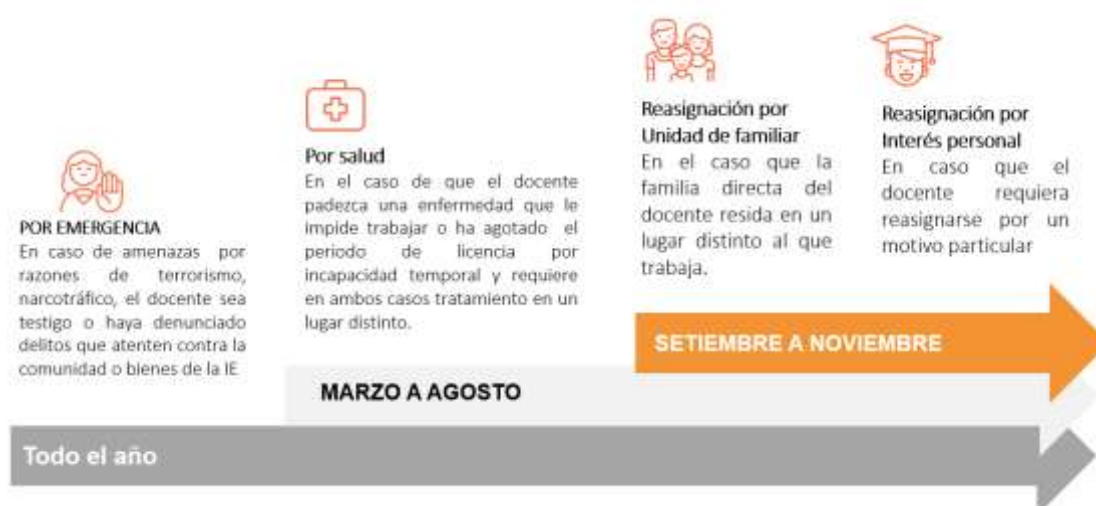 POR EMERGENCIA
En caso de amenazas por
razones de terrorismo,
narcotráfico, el docente sea
testigo o haya denunciado
delitos que atenten contra la
comunidad o bienes de la IE
Por salud
En el caso de que el docente
padezca una enfermedad que le
impide trabajar o ha agotado el
periodo de licencia por
incapacidad temporal y requiere
en ambos casos tratamiento en un
lugar distinto.
Reasignación por
Unidad de familiar
En el caso que la
familia directa del
docente resida en un
lugar distinto al que
trabaja.
Reasignación por
Interés personal
En caso que el
docente requiera
reasignarse por un
motivo particular
SETIEMBRE A NOVIEMBRE
MARZO A AGOSTO
Todo el año